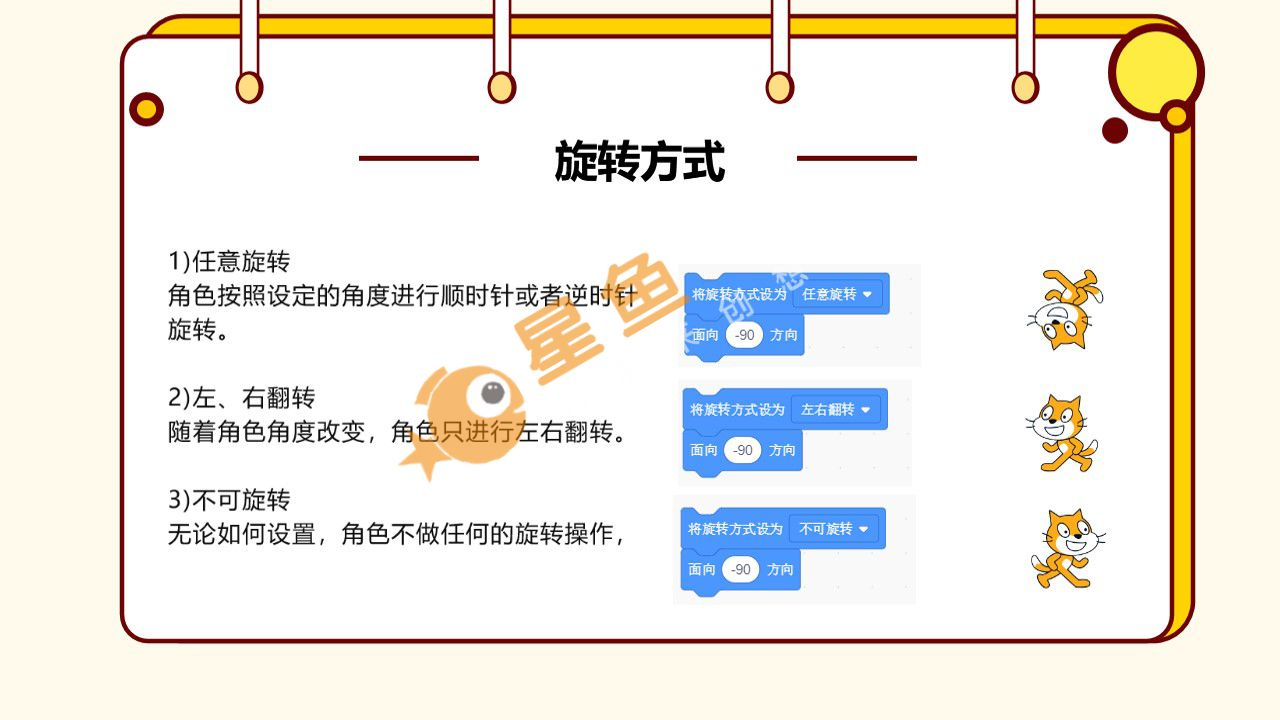 旋转方式
1)任意旋转
角色按照设定的角度进行顺时针或者逆时针
旋转。
2)左、右翻转
随着角色角度改变，角色只进行左右翻转。
3)不可旋转
无论如何设置，角色不做任何的旋转操作，
将旋转方式设为 任意旋转
面向 -90 方向
将旋转方式设为 左右翻转
面向 -90 方向
将旋转方式设为 不可旋转
面向 -90 方向
星鱼
创想